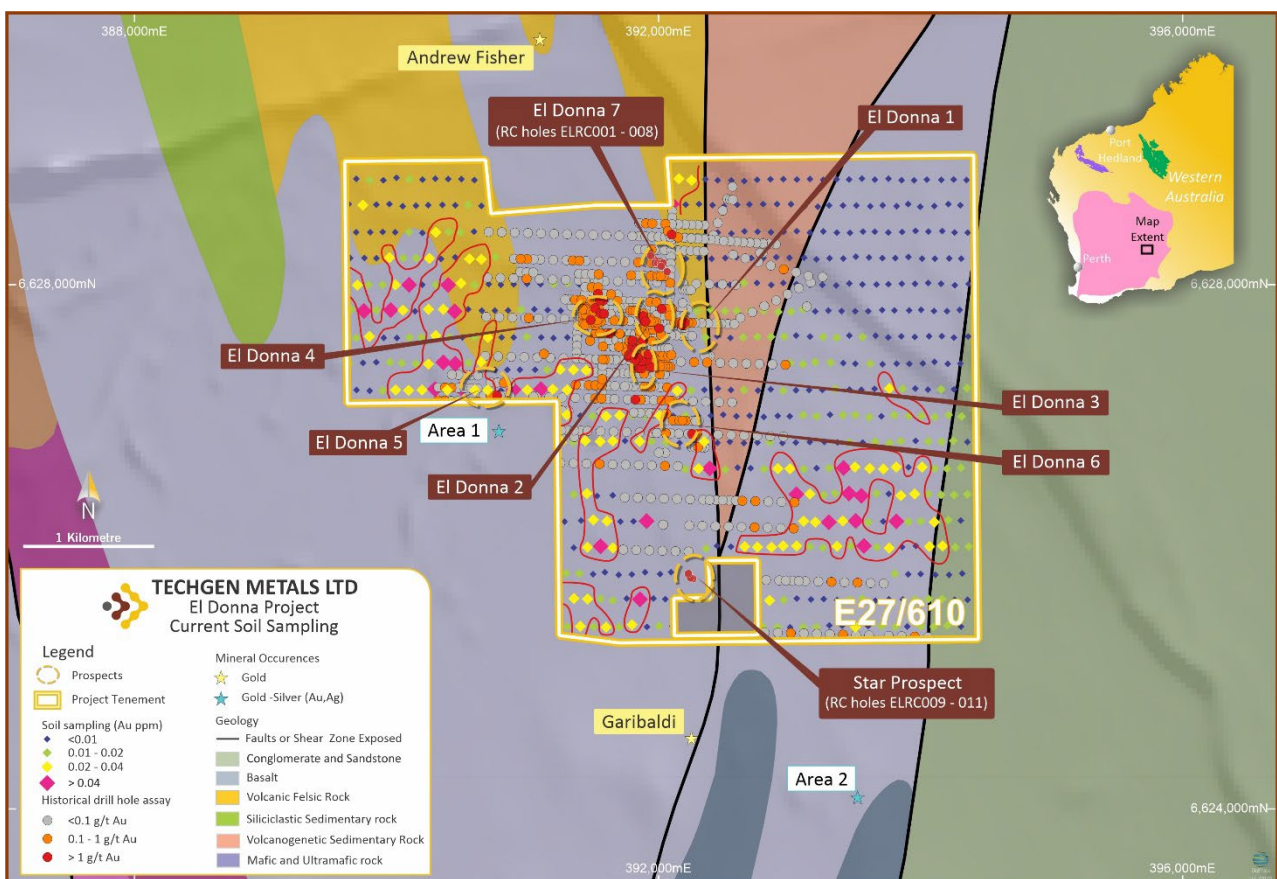 388,000mE
392,000mE
396,000mE
Andrew Fisher
El Donna 7
(RC holes ELRC001 - 008)
El Donna 1
Port
Hedland
Western
Australia
Map
Extent
Perth
6,628,000mN
6,628,000mN
El Donna 4
El Donna 3
El Donna 5
Area 1
El Donna 6
El Donna 2
N
1 Kilometre
E27/610
TECHGEN METALS LTD
El Donna Project
Current Soil Sampling
Legend
Prospects
Project Tenement
Soil sampling (Au ppm)
<0.01
0.01 - 0.02
0.02 - 0.04
> 0.04
Historical drill hole assay
<0.1 g/t Au
0.1 - 1 g/t Au
> 1 g/t Au
Mineral Occurences
Gold
Gold -Silver (Au,Ag)
Geology
Faults or Shear Zone Exposed
Conglomerate and Sandstone
Basalt
Volcanic Felsic Rock
Siliciclastic Sedimentary rock
Volcanogenetic Sedimentary Rock
Mafic and Ultramafic rock
Star Prospect
(RC holes ELRC009 - 011)
Garibaldi
Area 2
6,624,000mN
392,000mE
396,000mE